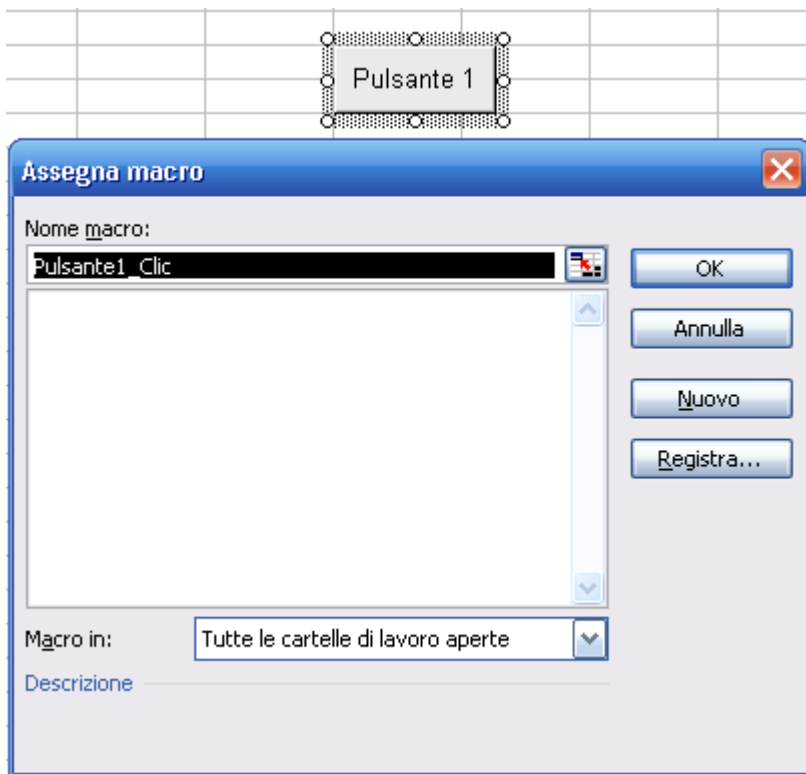 Pulsante 1
Assegna macro
Nome macro:
Pulsante1_Clic
OK
Annulla
Nuovo
Registra...
Macro in:
Tutte le cartelle di lavoro aperte
Descrizione